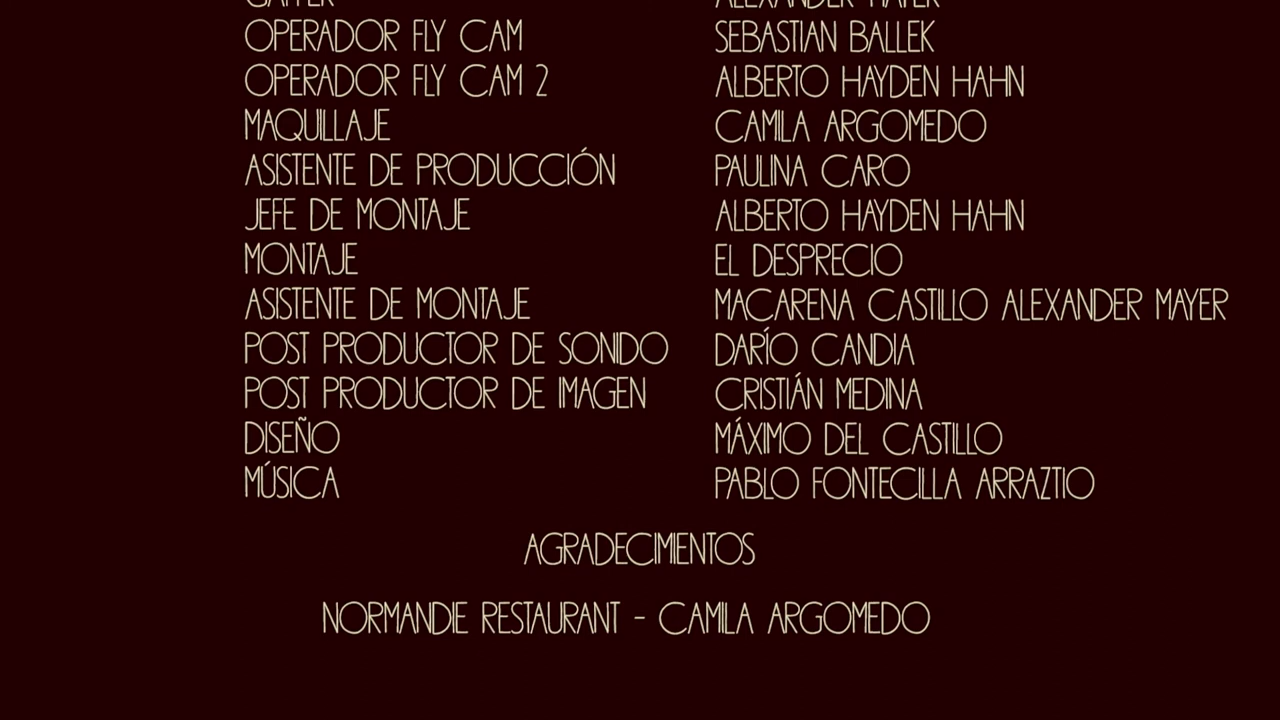 GAFFER ALEXANDER MAYER
OPERADOR FLY CAM SEBASTIAN BALLEK
OPERADOR FLY CAM 2 ALBERTO HAYDEN HAHN
MAQUILLAJE CAMILA ARGOMEDO
ASISTENTE DE PRODUCCIÓN PAULINA CARO
JEFE DE MONTAJE ALBERTO HAYDEN HAHN
MONTAJE EL DESPRECIO
ASISTENTE DE MONTAJE MACARENA CASTILLO ALEXANDER MAYER
POST PRODUCTOR DE SONIDO DARÍO CANDIA
POST PRODUCTOR DE IMAGEN CRISTIÁN MEDINA
DISEÑO MÁXIMO DEL CASTILLO
MÚSICA PABLO FONTECILLA ARRAZTIO
AGRADECIMIENTOS
NORMANDIE RESTAURANT - CAMILA ARGOMEDO